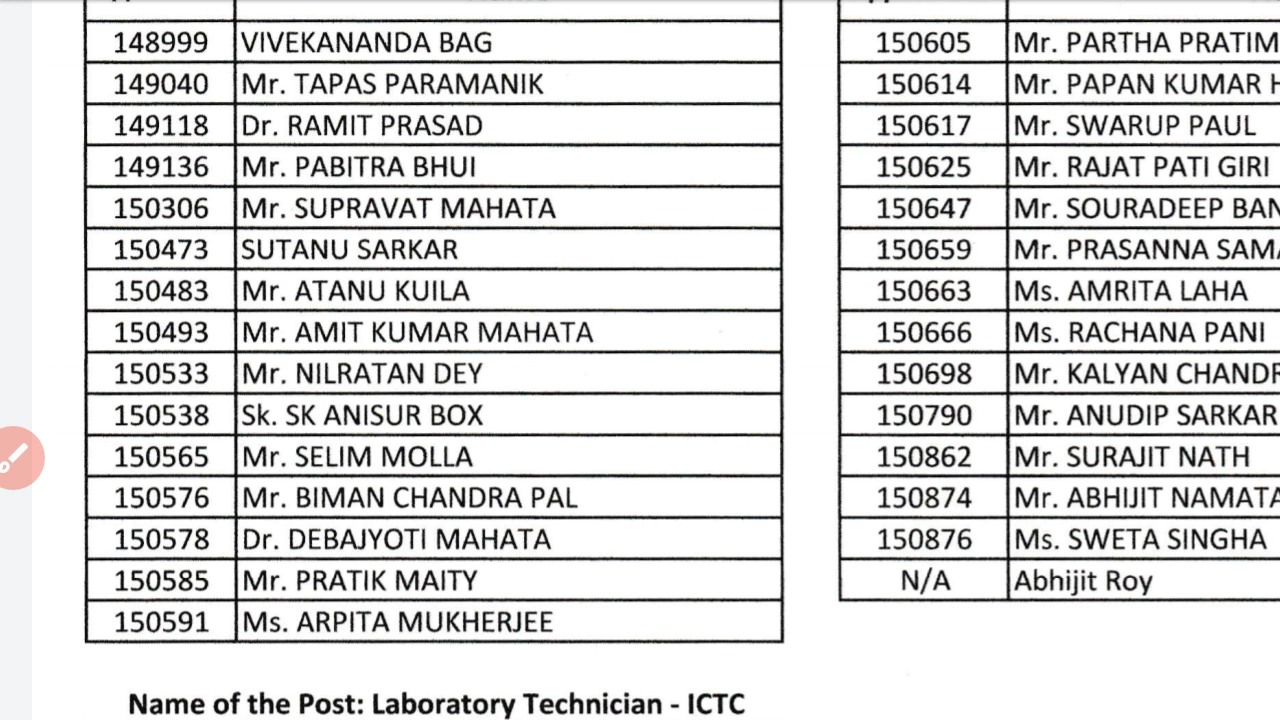 148999 VIVEKANANDA BAG
149040 Mr. TAPAS PARAMANIK
149118 Dr. RAMIT PRASAD
149136 Mr. PABITRA BHUI
150306 Mr. SUPRAVAT MAHATA
150473 SUTANU SARKAR
150483 Mr. ATANU KUILA
150493 Mr. AMIT KUMAR MAHATA
150533 Mr. NILRATAN DEY
150538 Sk. SK ANISUR BOX
150565 Mr. SELIM MOLLA
150576 Mr. BIMAN CHANDRA PAL
150578 Dr. DEBAJYOTI MAHATA
150585 Mr. PRATIK MAITY
150591 Ms. ARPITA MUKHERJEE
150605 Mr. PARTHA PRATIM
150614 Mr. PAPAN KUMAR
150617 Mr. SWARUP PAUL
150625 Mr. RAJAT PATI GIRI
150647 Mr. SOURADEEP
150659 Mr. PRASANNA
150663 Ms. AMRITA LAHA
150666 Ms. RACHANA PANI
150698 Mr. KALYAN
150790 Mr. ANUDIP SARKAR
150862 Mr. SURAJIT NATH
150874 Mr. ABHIJIT NAMATA
150876 Ms. SWETA SINGHA
N/A Abhijit Roy
Name of the Post: Laboratory Technician - ICTC